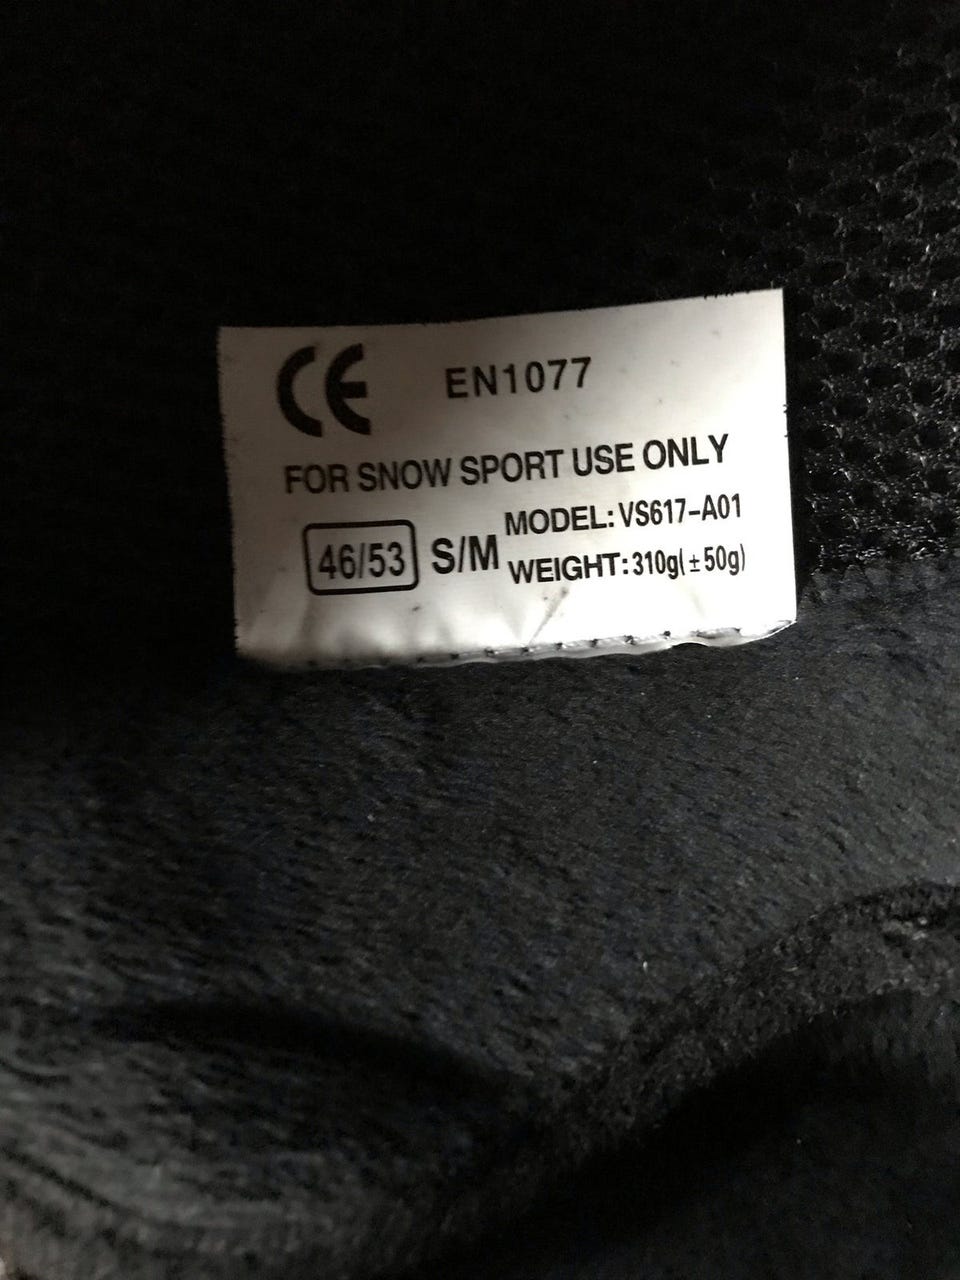 CE EN1077
FOR SNOW SPORT USE ONLY
46/53 S/M MODEL: VS617-A01
WEIGHT: 310g(±50g)